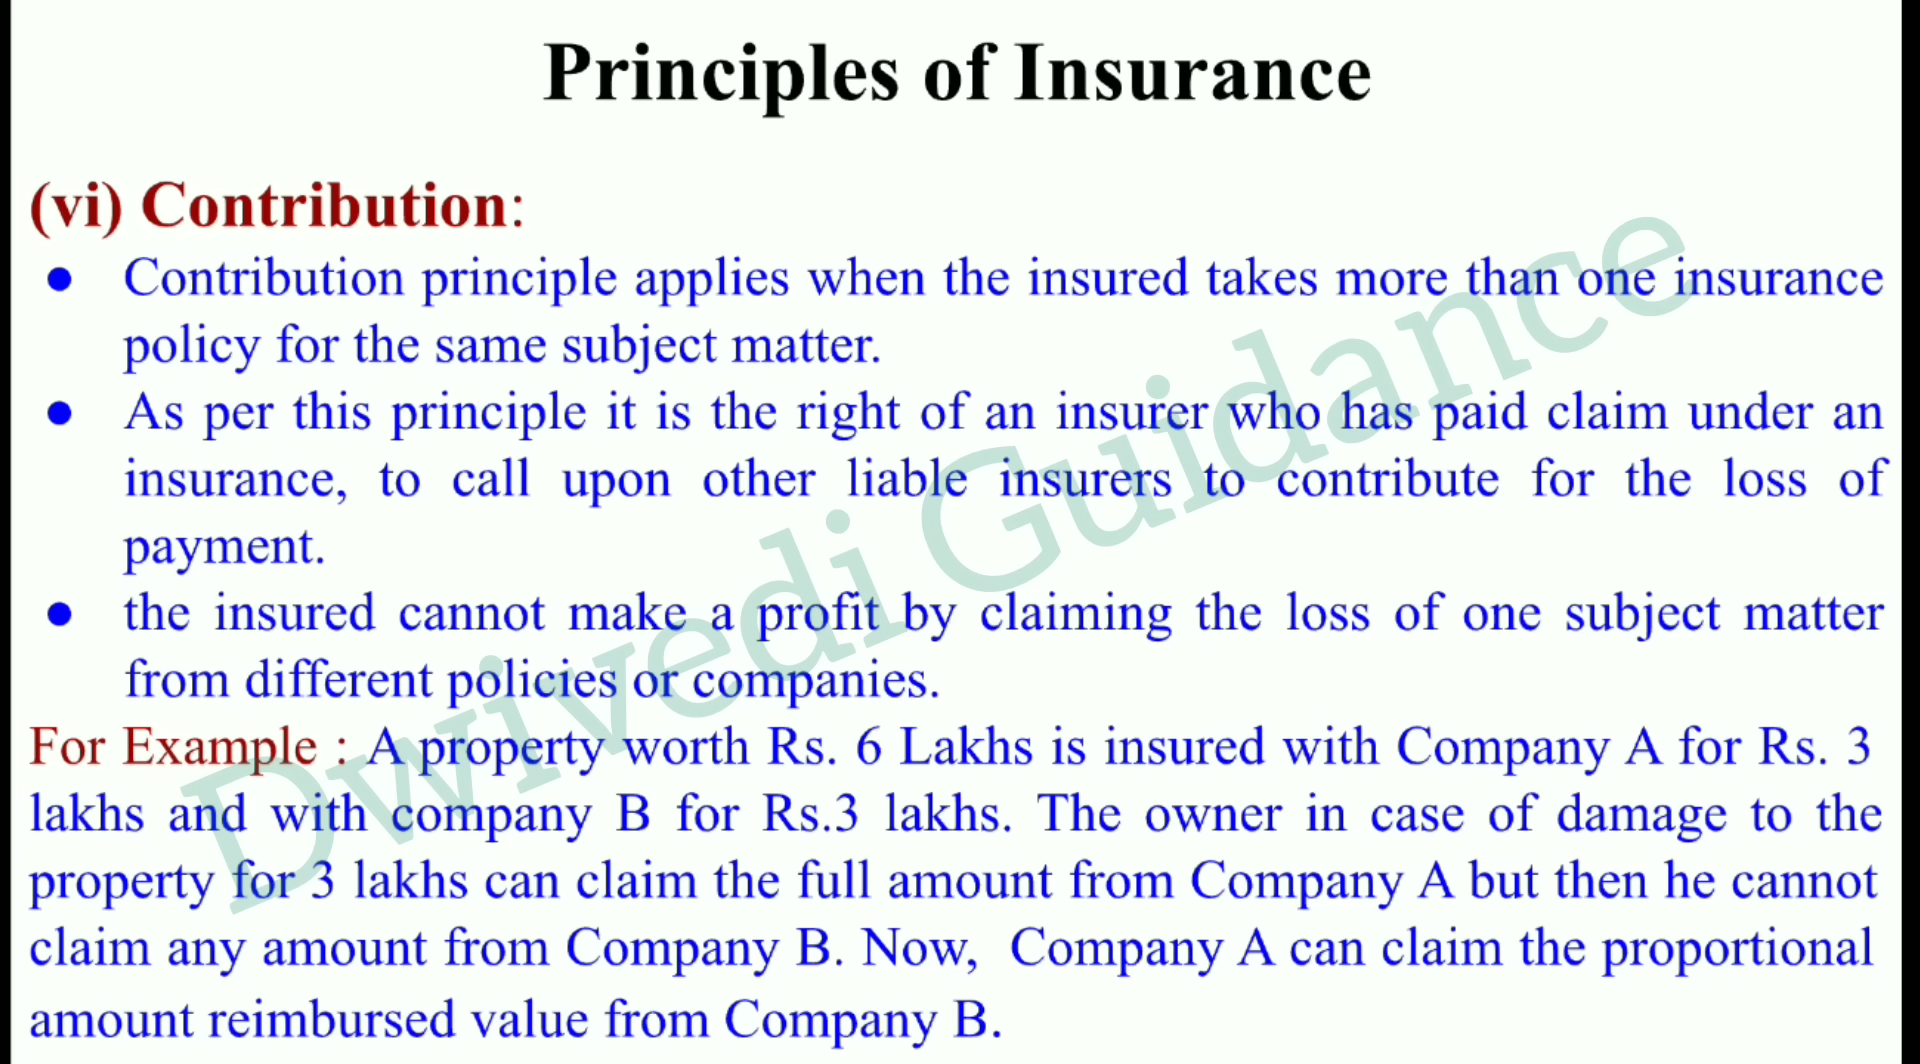 Principles of Insurance
(vi) Contribution:
● Contribution principle applies when the insured takes more than one insurance
policy for the same subject matter.
● As per this principle it is the right of an insurer who has paid claim under an
insurance, to call upon other liable insurers to contribute for the loss of
payment.
● the insured cannot make a profit by claiming the loss of one subject matter
from different policies or companies.
For Example : A property worth Rs. 6 Lakhs is insured with Company A for Rs. 3
lakhs and with company B for Rs.3 lakhs. The owner in case of damage to the
property for 3 lakhs can claim the full amount from Company A but then he cannot
claim any amount from Company B. Now, Company A can claim the proportional
amount reimbursed value from Company B.
Dwivedi Guidance